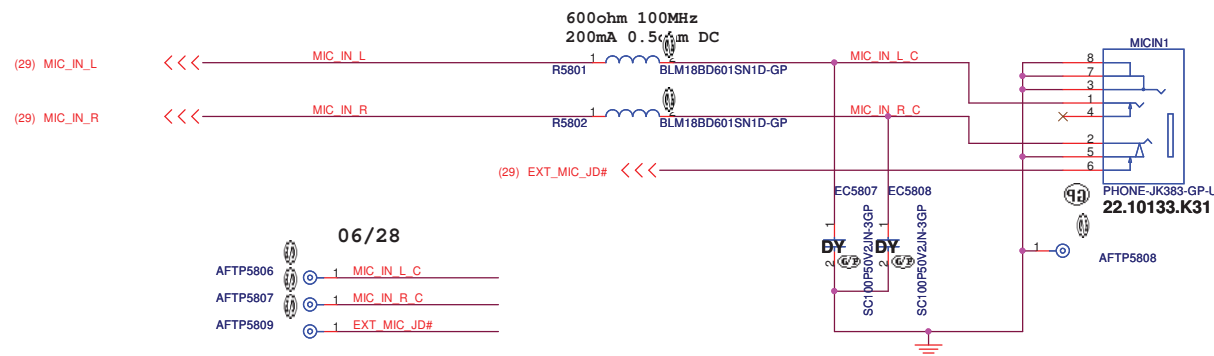 600ohm 100MHz
200mA 0.5ohm DC
(29) MIC_IN_L
MIC_IN_L
1
2
R5801
BLM18BD601SN1D-GP
MIC_IN_L_C
(29) MIC_IN_R
MIC_IN_R
1
R5802
BLM18BD601SN1D-GP
MIC_IN_R_C
(29) EXT_MIC_JD#
MICIN1
8
7
3
1
4
2
5
6
PHONE-JK383-GP-U
22.10133.K31
EC5807
EC5808
1
1
DY
DY
2
2
SC100P50V2JN-3GP
SC100P50V2JN-3GP
1
AFTP5808
06/28
AFTP5806 1 MIC_IN_L_C
AFTP5807 1 MIC_IN_R_C
AFTP5809 1 EXT_MIC_JD#